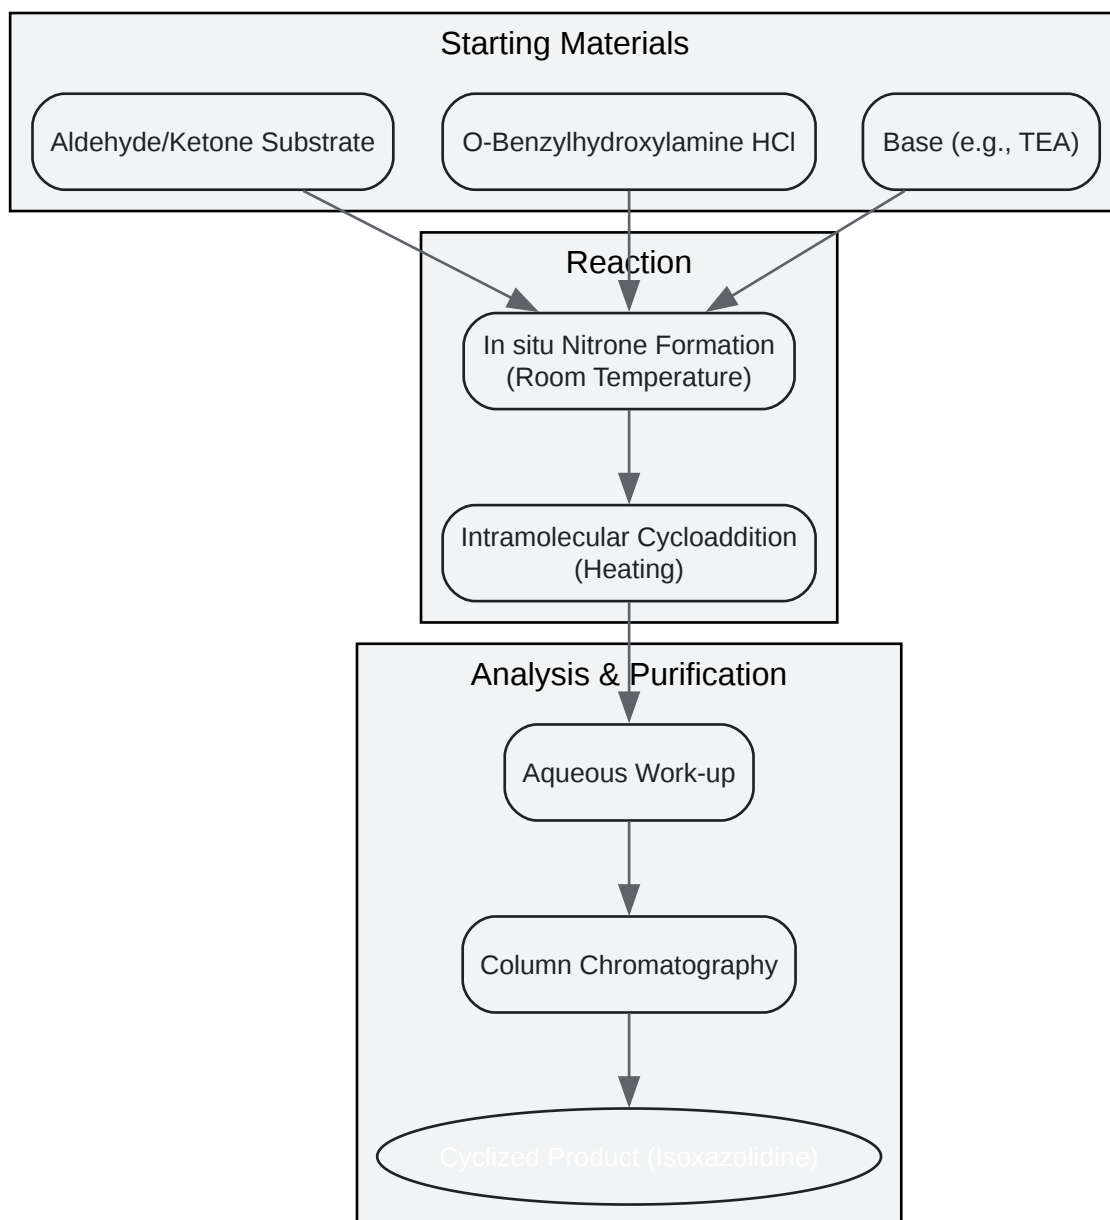 Starting Materials
Aldehyde/Ketone Substrate
O-Benzylhydroxylamine HCl
Base (e.g., TEA)
Reaction
In situ Nitrone Formation
(Room Temperature)
Intramolecular Cycloaddition
(Heating)
Analysis & Purification
Aqueous Work-up
Column Chromatography
Cyclized Product (Isoxazolidine)